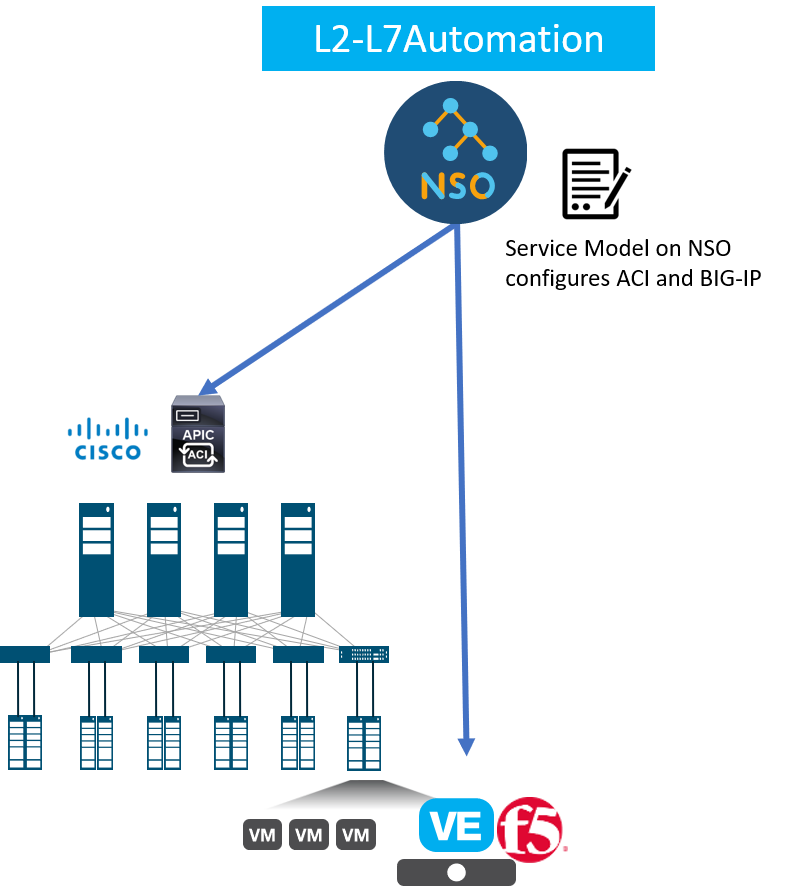 L2-L7Automation
NSO
Service Model on NSO
configures ACI and BIG-IP
CISCO
APIC
ACI
VM VM VM
VE f5